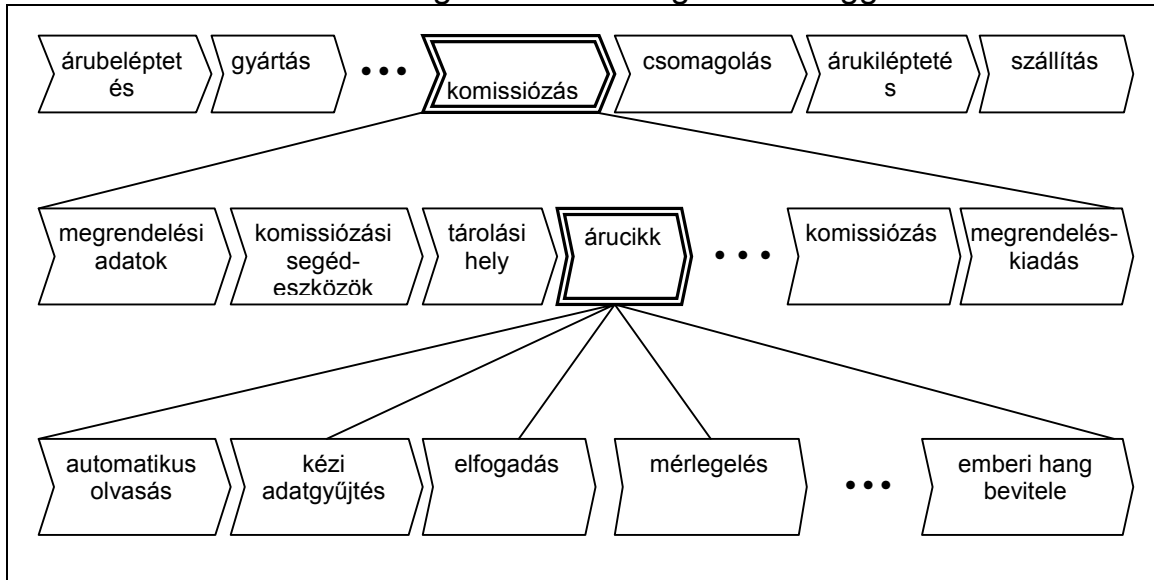 árubeléptet
és
gyártás
•••
komissiózás
csomagolás
árukilépteté
s
szállítás
megrendelési
adatok
komissiózási
segéd-
eszközök
tárolási
hely
árucikk
•••
komissiózás
megrendelés-
kiadás
automatikus
olvasás
kézi
adatgyűjtés
elfogadás
mérlegelés
•••
emberi hang
bevitele